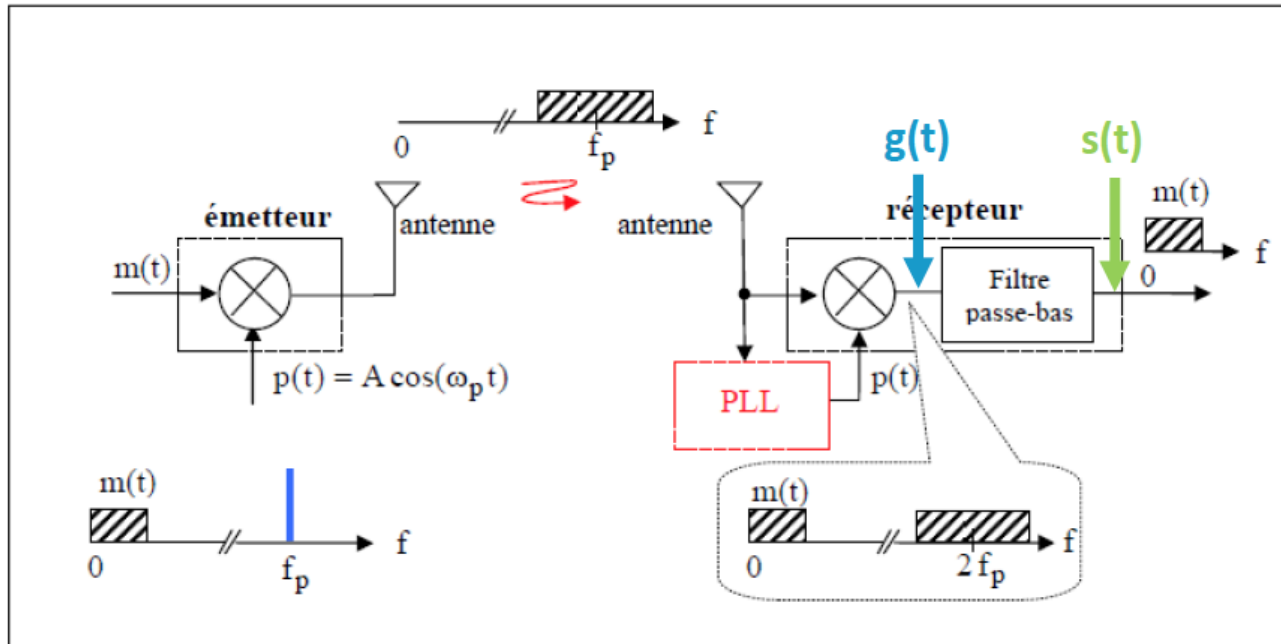 0
f_p
f
g(t)
s(t)
émetteur
antenne
antenne
récepteur
m(t)
f
0
m(t)
Filtre
passe-bas
p(t) = A cos(ω_p t)
PLL
p(t)
m(t)
0
f_p
f
m(t)
0
2 f_p
f